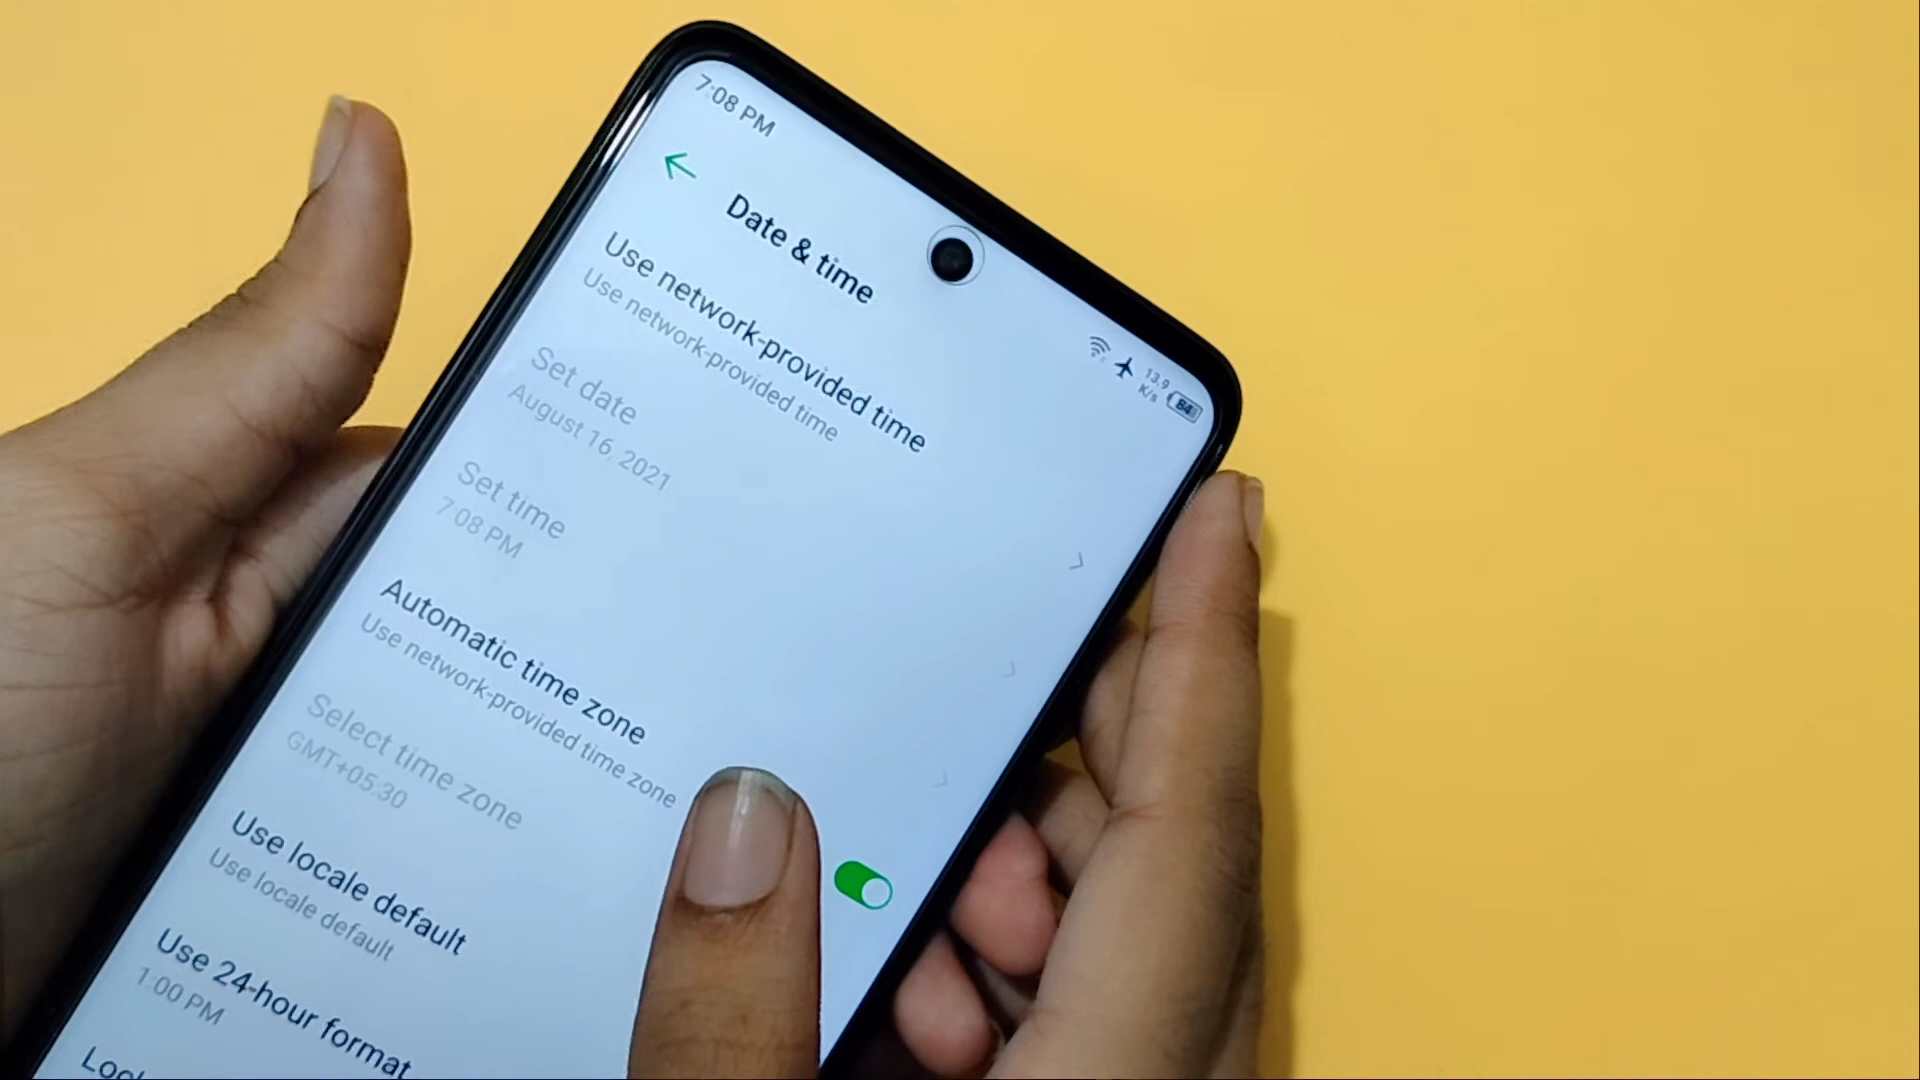 7:08 PM
13.9
K/s
84
Date & time
Use network-provided time
Use network-provided time
Set date
August 16, 2021
Set time
7:08 PM
Automatic time zone
Use network-provided time zone
Select time zone
GMT+05:30
Use locale default
Use locale default
Use 24-hour format
1:00 PM